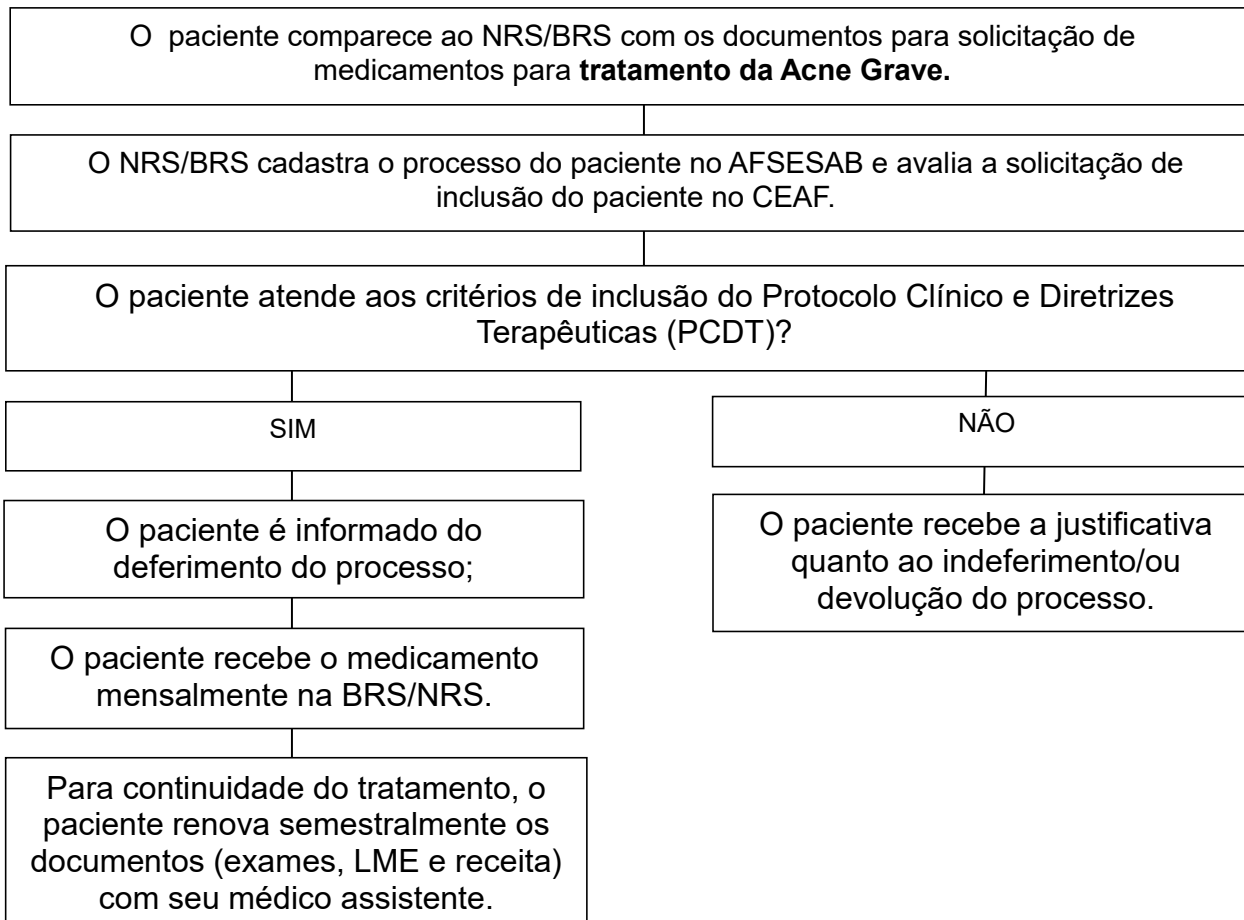 O paciente comparece ao NRS/BRS com os documentos para solicitação de
medicamentos para tratamento da Acne Grave.
O NRS/BRS cadastra o processo do paciente no AFSESAB e avalia a solicitação de
inclusão do paciente no CEAF.
O paciente atende aos critérios de inclusão do Protocolo Clínico e Diretrizes
Terapêuticas (PCDT)?
SIM
O paciente é informado do
deferimento do processo;
O paciente recebe o medicamento
mensalmente na BRS/NRS.
Para continuidade do tratamento, o
paciente renova semestralmente os
documentos (exames, LME e receita)
com seu médico assistente.
NÃO
O paciente recebe a justificativa
quanto ao indeferimento/ou
devolução do processo.